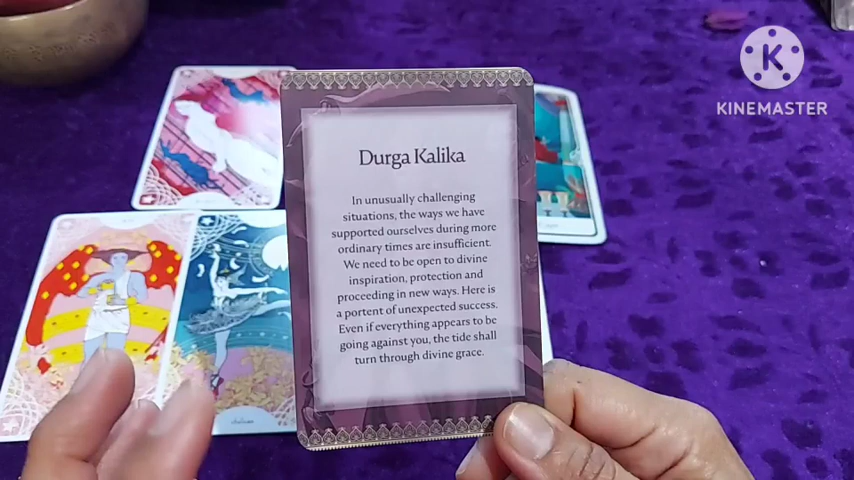 KINEMASTER
Durga Kalika
In unusually challenging
situations, the ways we have
supported ourselves during more
ordinary times are insufficient.
We need to be open to divine
inspiration, protection and
proceeding in new ways. Here is
a portent of unexpected success.
Even if everything appears to be
going against you, the tide shall
turn through divine grace.